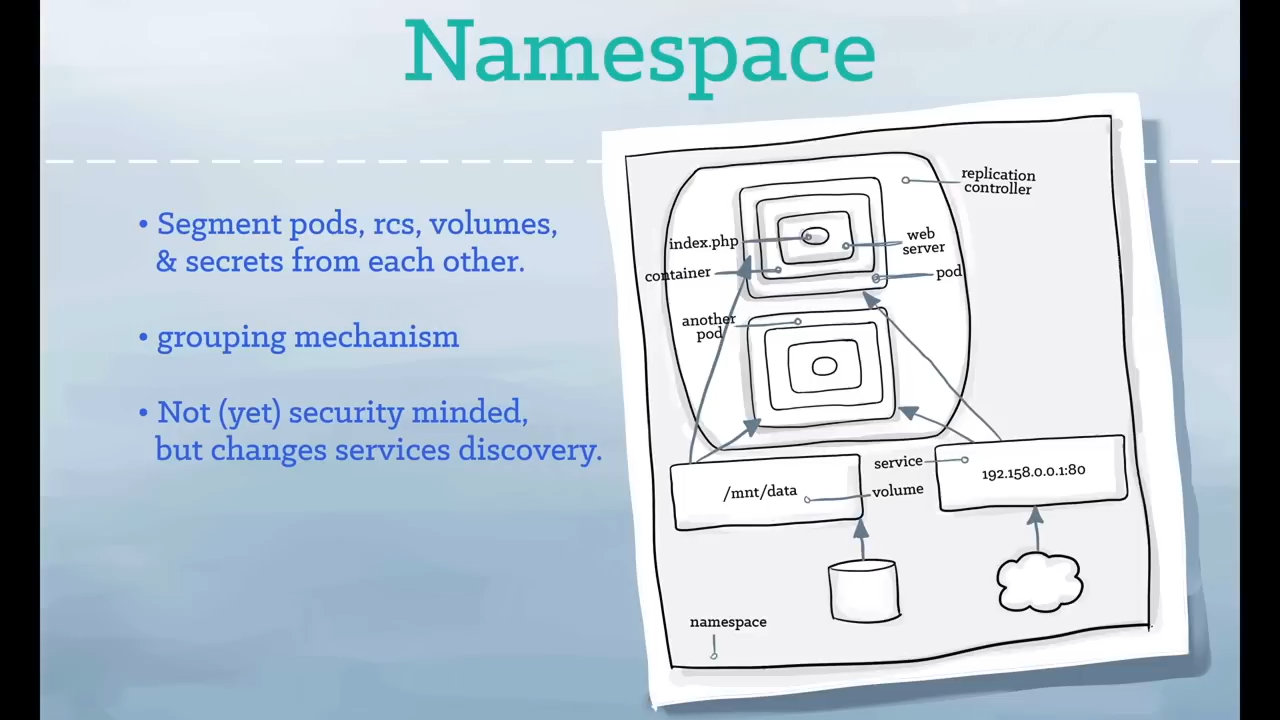 Namespace
• Segment pods, rcs, volumes,
& secrets from each other.
• grouping mechanism
• Not (yet) security minded,
but changes services discovery.
replication
controller
index.php
web
server
container
pod
another
pod
service
192.158.0.0.1:80
/mnt/data
volume
namespace